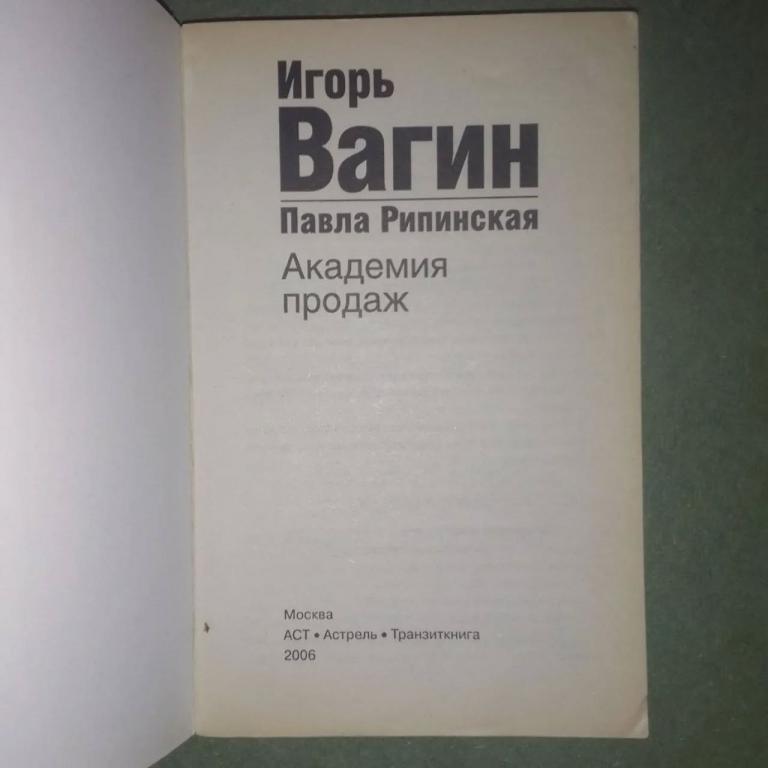 Игорь
Вагин
Павла Рипинская
Академия
продаж
Москва
АСТ • Астрель • Транзиткнига
2006